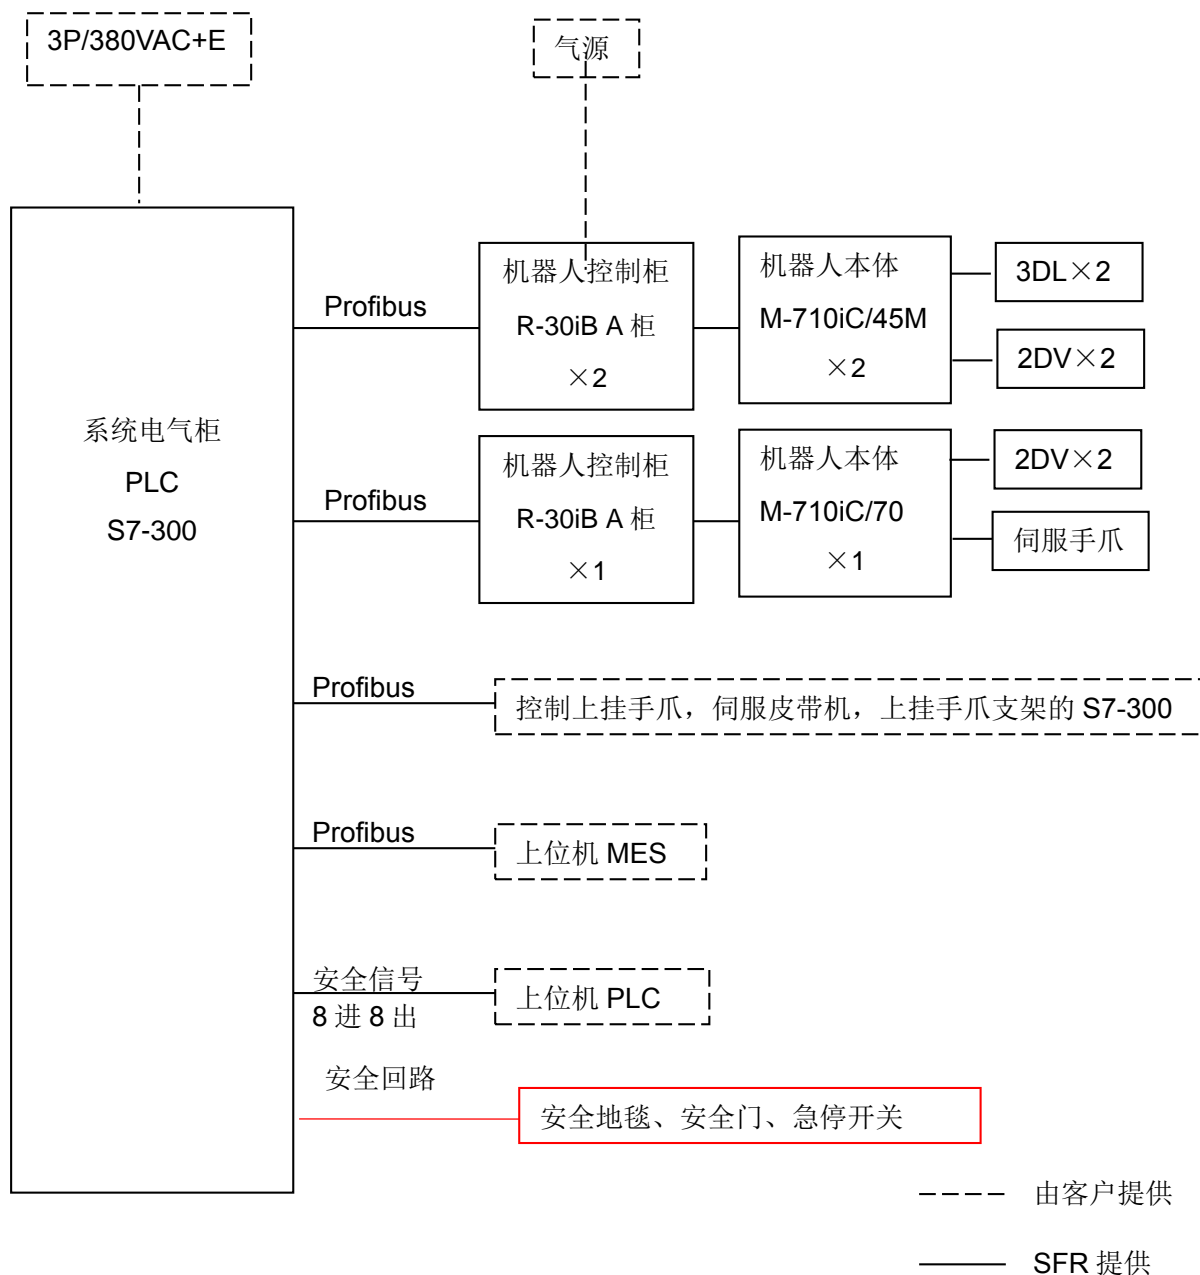 3P/380VAC+E
气源
机器人控制柜
R-30iB A 柜
×2
机器人本体
M-710iC/45M
×2
3DL×2
2DV×2
Profibus
系统电气柜
PLC
S7-300
机器人控制柜
R-30iB A 柜
×1
机器人本体
M-710iC/70
×1
2DV×2
伺服手爪
Profibus
Profibus
控制上挂手爪，伺服皮带机，上挂手爪支架的 S7-300
Profibus
上位机 MES
安全信号
8 进 8 出
上位机 PLC
安全回路
安全地毯、安全门、急停开关
由客户提供
SFR 提供